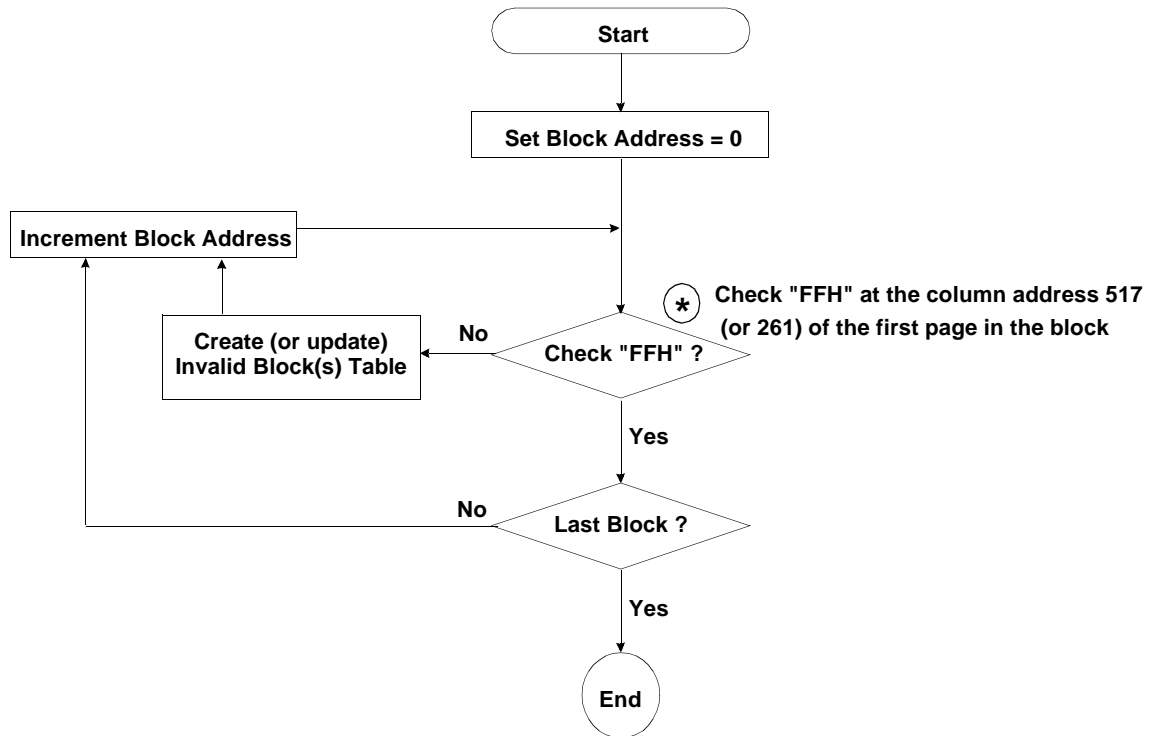 Start
Set Block Address = 0
Increment Block Address
* Check "FFH" at the column address 517
(or 261) of the first page in the block
Create (or update)
Invalid Block(s) Table
No
Check "FFH" ?
Yes
No
Last Block ?
Yes
End